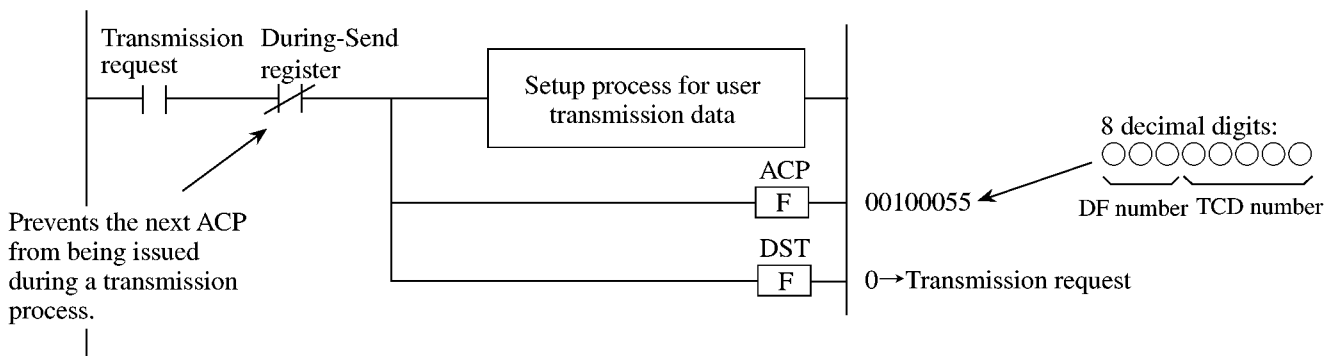 Transmission
request
During-Send
register
Setup process for user
transmission data
8 decimal digits:
DF number TCD number
ACP
F
00100055
Prevents the next ACP
from being issued
during a transmission
process.
DST
F
0→Transmission request